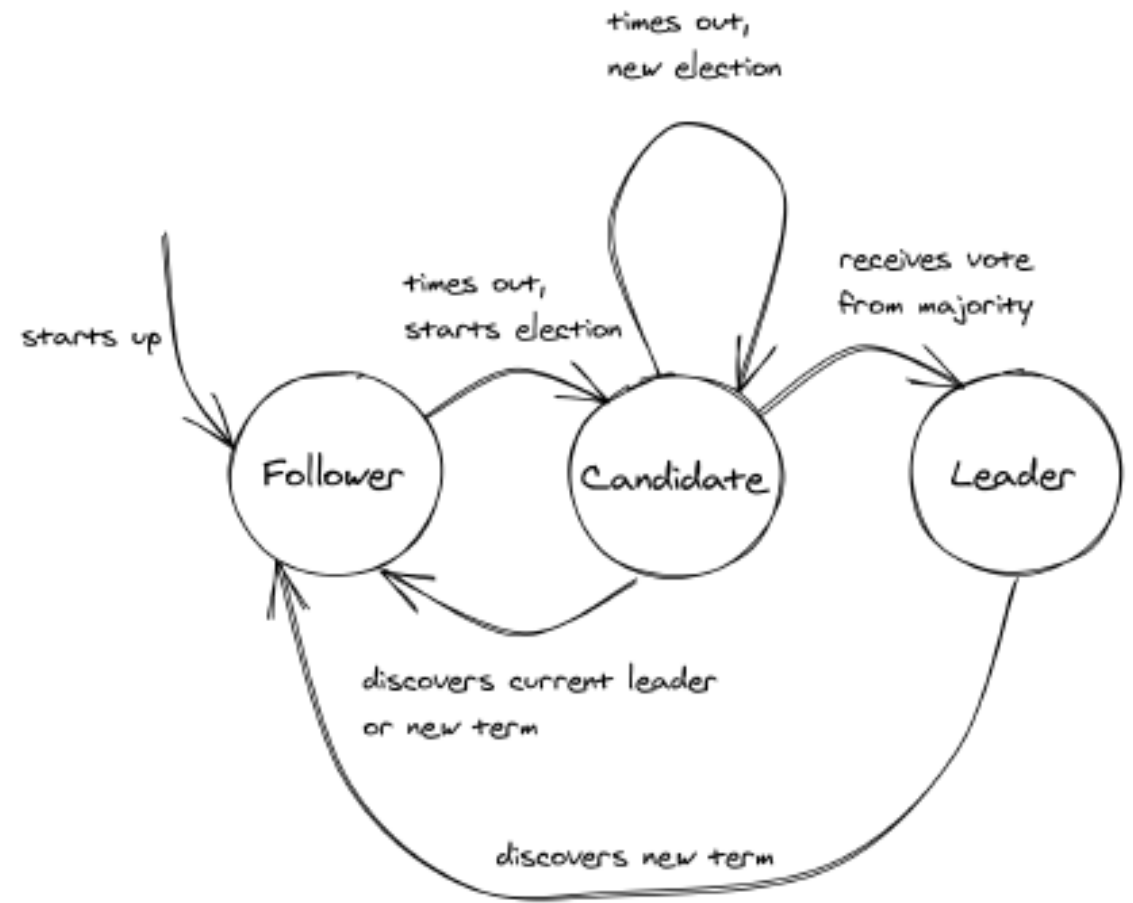 times out,
new election
receives vote
from majority
times out,
starts election
starts up
Follower
Candidate
Leader
discovers current leader
or new term
discovers new term